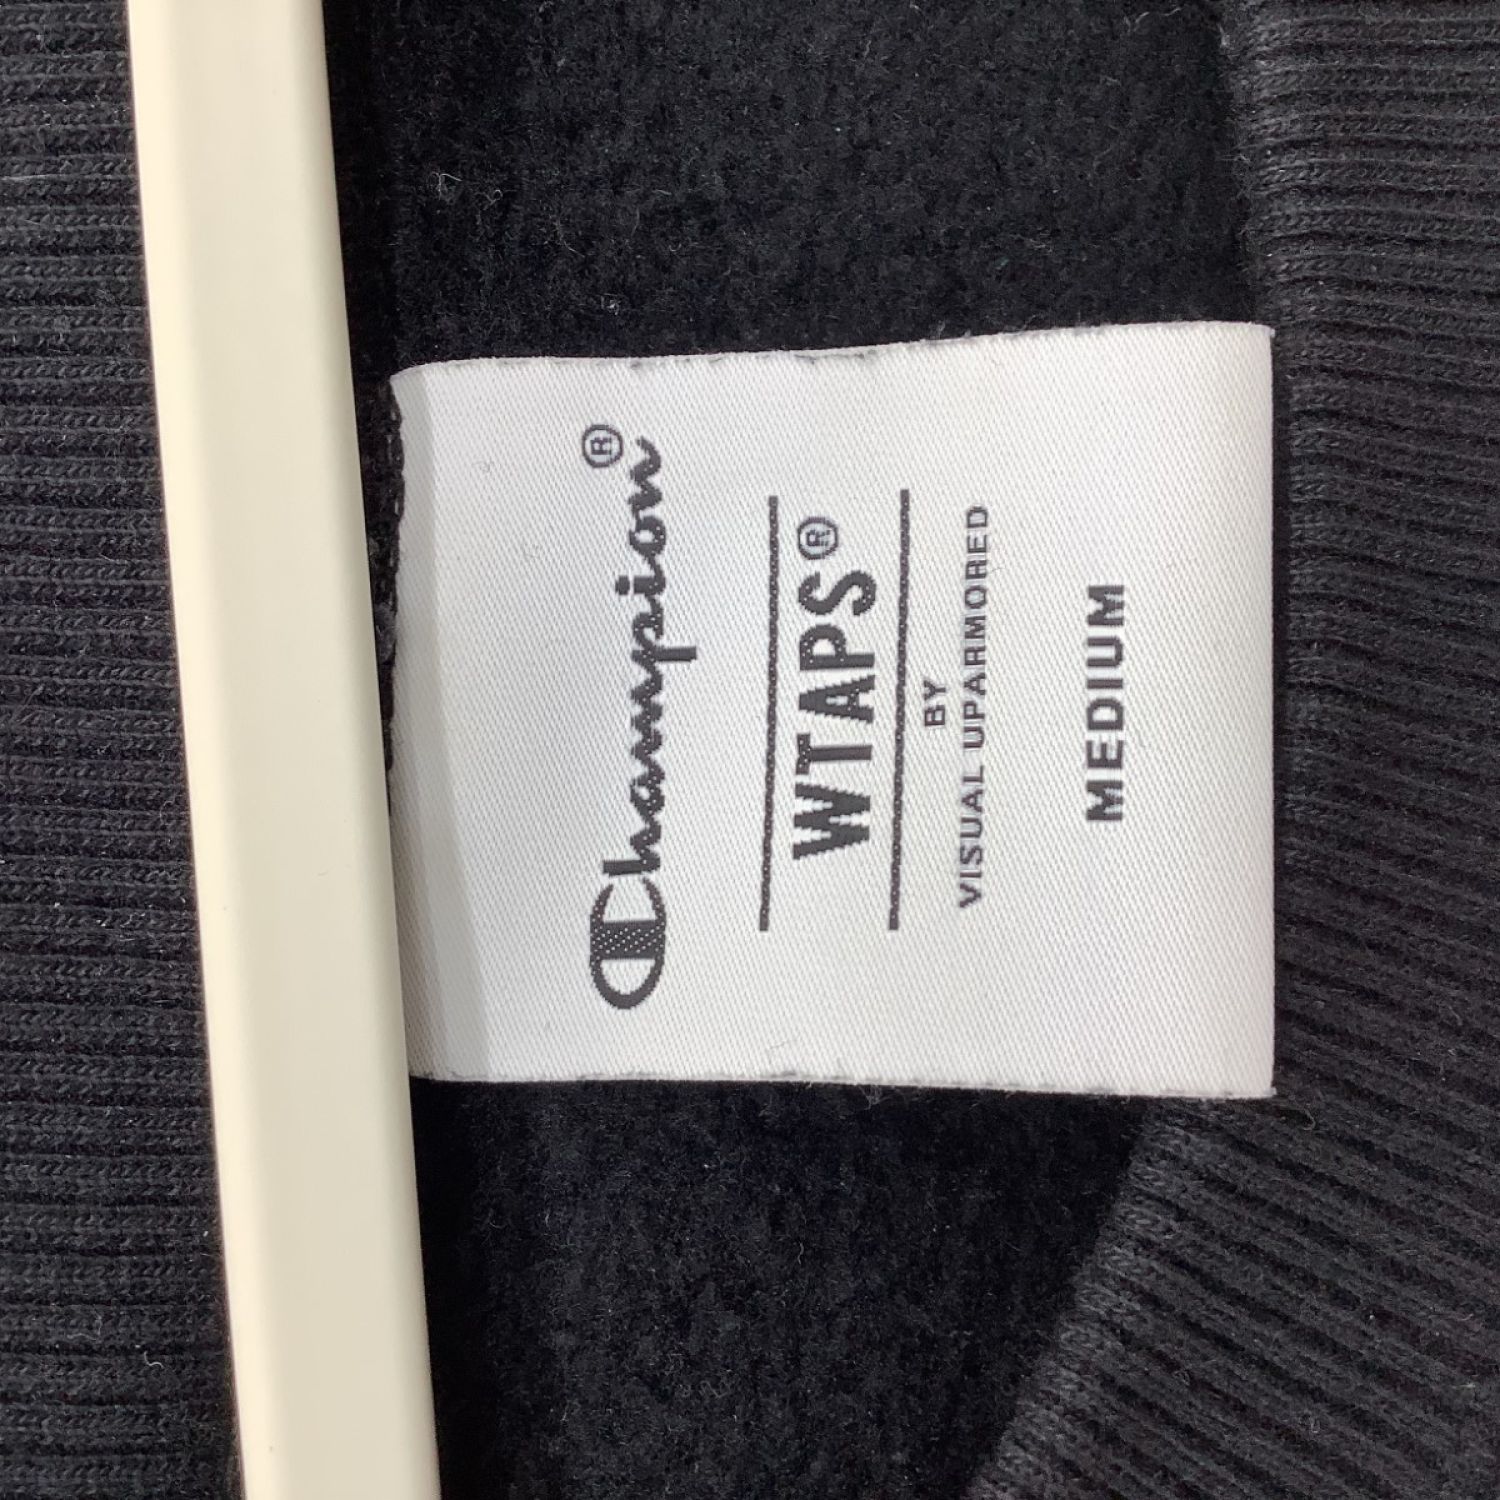 Champion®
WTAPS®
BY
VISUAL UPARMORED
MEDIUM